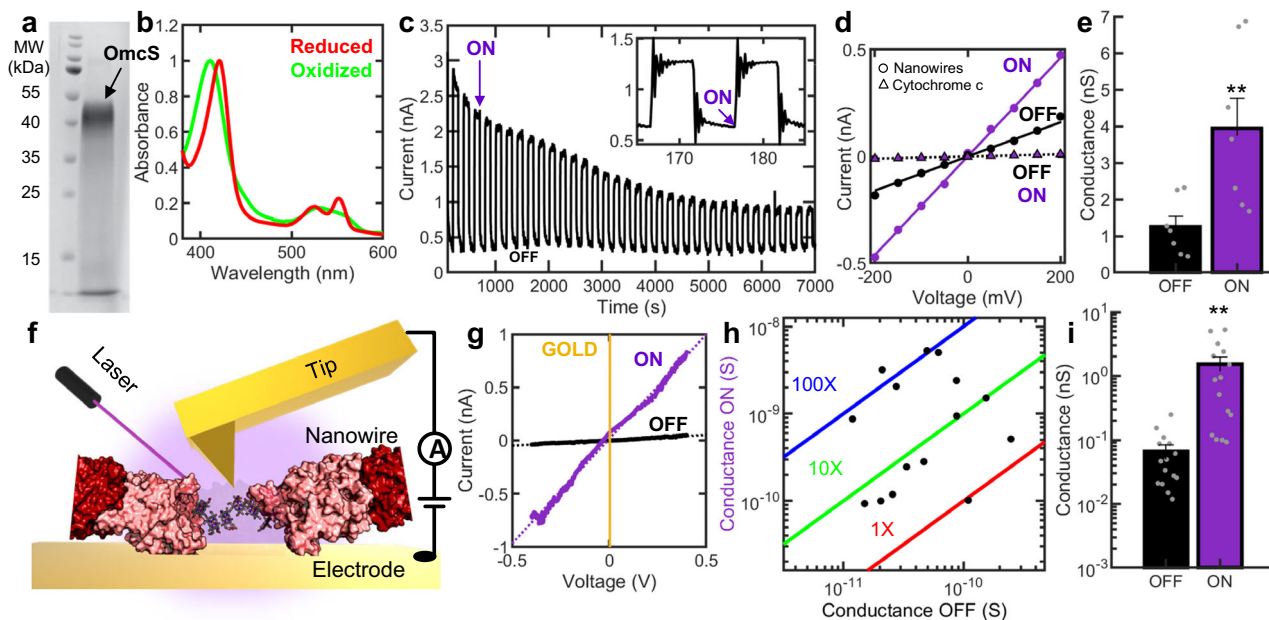 a
MW
(kDa)
OmcS
55
40
35
25
15
b
Reduced
Oxidized
Absorbance
1.2
1
0.8
0.6
0.4
0.2
0
400
500
600
Wavelength (nm)
c
ON
Current (nA)
3.5
3
2.5
2
1.5
1
0.5
0
OFF
1000 2000 3000 4000 5000 6000 7000
Time (s)
1.5
1
0.6
ON
170
180
d
Nanowires
Cytochrome c
ON
OFF
OFF
ON
Current (nA)
0.5
0
-0.5
-200 -100 0 100 200
Voltage (mV)
e
Conductance (nS)
7
6
5
4
3
2
1
0
**
OFF ON
f
Laser
Tip
Nanowire
A
Electrode
g
GOLD
ON
OFF
Current (nA)
1
0.5
0
-0.5
-1
-0.5 0 0.5
Voltage (V)
h
Conductance ON (S)
10-8
10-9
10-10
100X
10X
1X
10-11
10-10
Conductance OFF (S)
i
Conductance (nS)
101
100
10-1
10-2
10-3
**
OFF ON